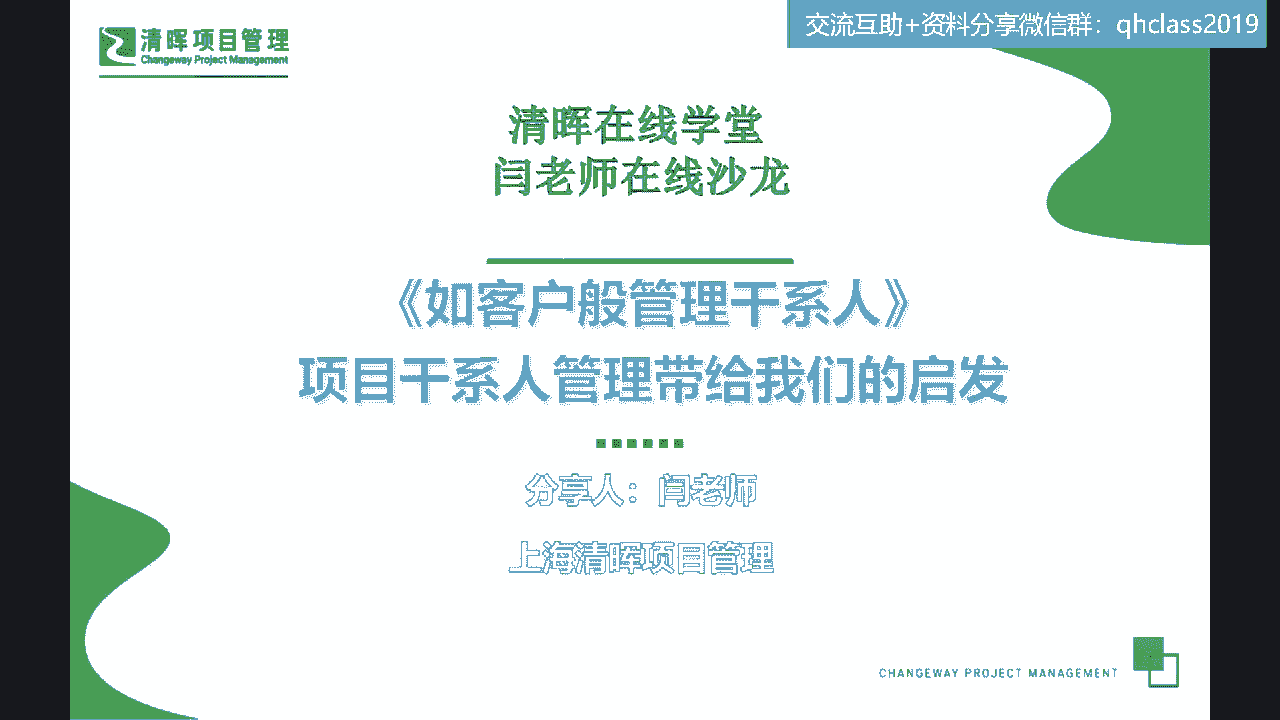 交流互助+资料分享微信群：qhclass2019
清晖项目管理
Changeway Project Management
清晖在线学堂
闫老师在线沙龙
《如客户般管理干系人》
项目干系人管理带给我们的启发
分享人：闫老师
上海清晖项目管理
CHANGEWAY PROJECT MANAGEMENT